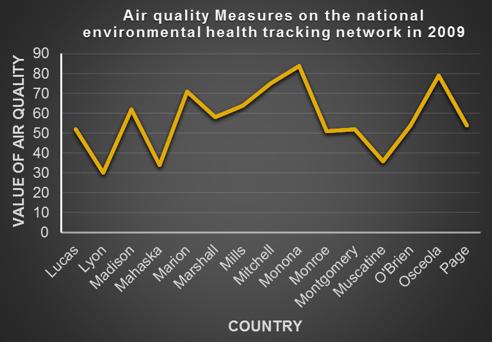 Air quality Measures on the national
environmental health tracking network in 2009
VALUE OF AIR QUALITY
90
80
70
60
50
40
30
20
10
0
Lucas
Lyon
Madison
Mahaska
Marion
Marshall
Mills
Mitchell
Monona
Monroe
Montgomery
Muscatine
O'Brien
Osceola
Page
COUNTRY